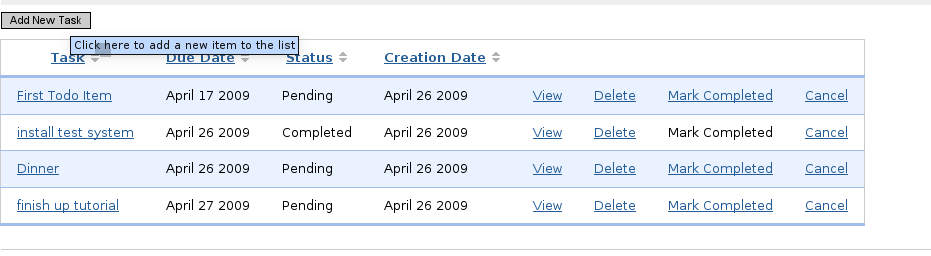 Add New Task
Click here to add a new item to the list
Task Due Date Status Creation Date
First Todo Item April 17 2009 Pending April 26 2009 View Delete Mark Completed Cancel
install test system April 26 2009 Completed April 26 2009 View Delete Mark Completed Cancel
Dinner April 26 2009 Pending April 26 2009 View Delete Mark Completed Cancel
finish up tutorial April 27 2009 Pending April 26 2009 View Delete Mark Completed Cancel